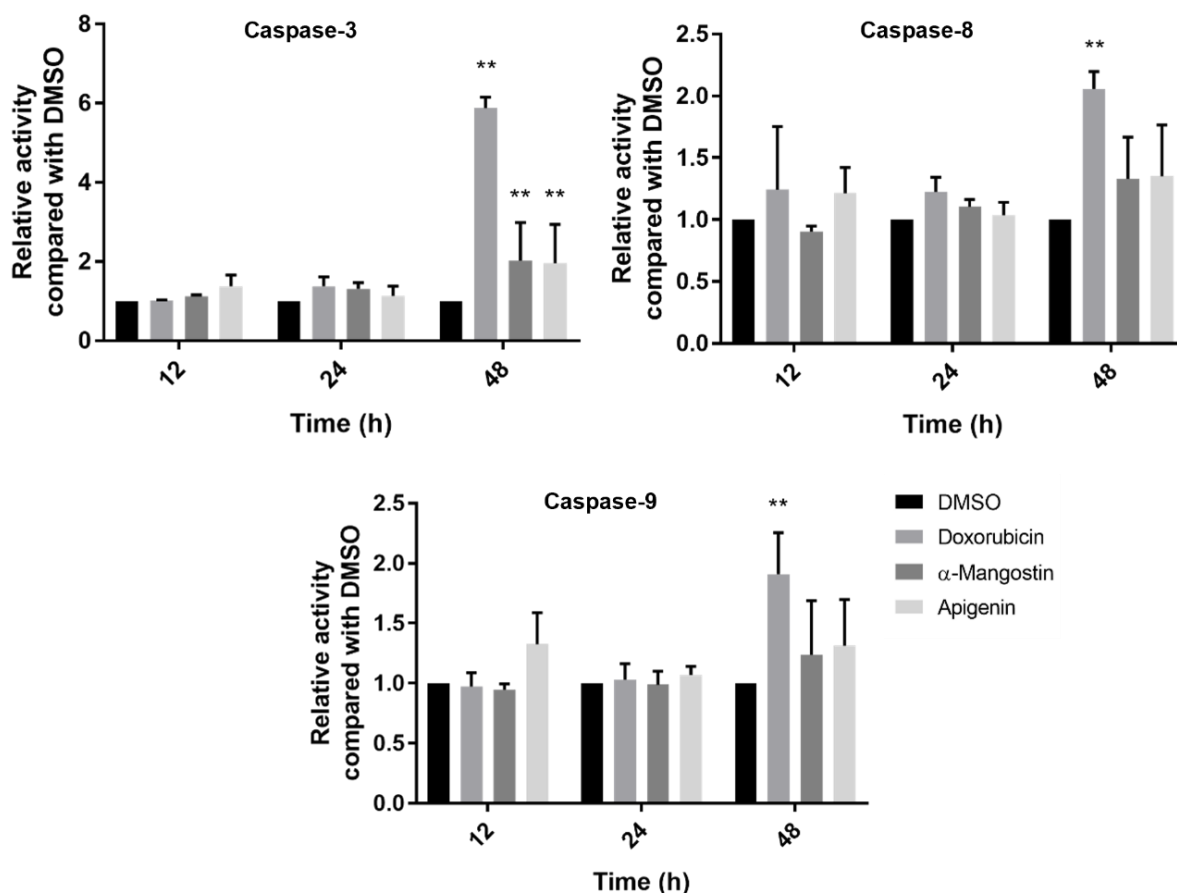 Caspase-3
Relative activity
compared with DMSO
8
6
4
2
0
**
**
**
12
24
48
Time (h)
Caspase-8
Relative activity
compared with DMSO
2.5
2.0
1.5
1.0
0.5
0.0
**
12
24
48
Time (h)
Caspase-9
Relative activity
compared with DMSO
2.5
2.0
1.5
1.0
0.5
0.0
**
12
24
48
Time (h)
DMSO
Doxorubicin
α-Mangostin
Apigenin